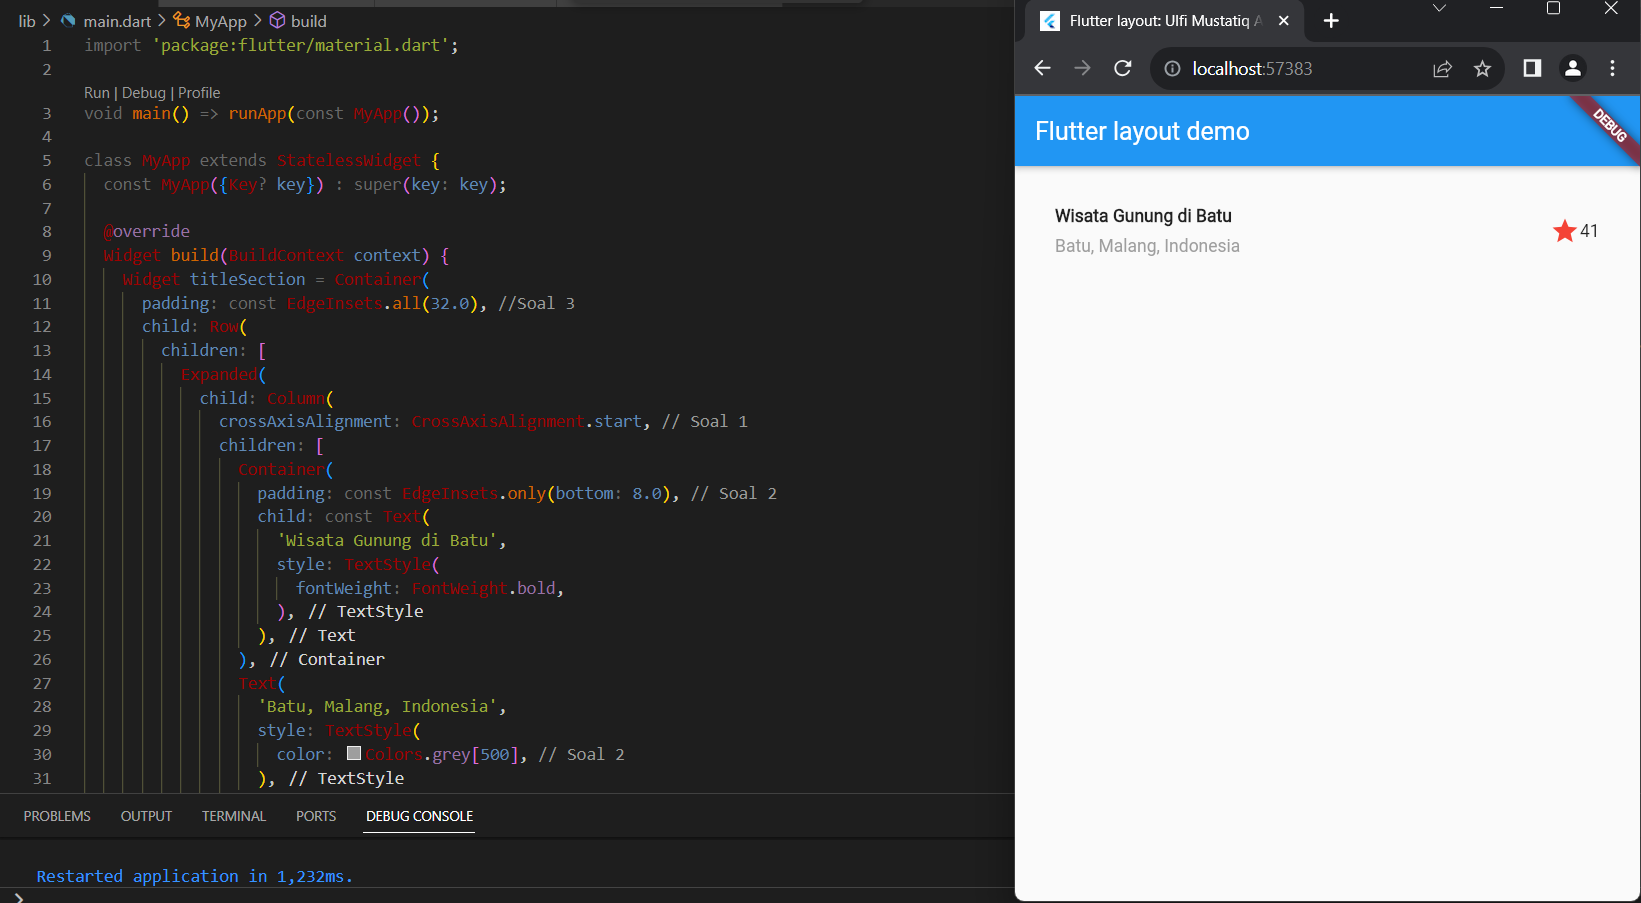 lib > main.dart > MyApp > build
1 import 'package:flutter/material.dart';
2
Run | Debug | Profile
3 void main() => runApp(const MyApp());
4
5 class MyApp extends StatelessWidget {
6 const MyApp({Key? key}) : super(key: key);
7
8 @override
9 Widget build(BuildContext context) {
10 Widget titleSection = Container(
11 padding: const EdgeInsets.all(32.0), //Soal 3
12 child: Row(
13 children: [
14 Expanded(
15 child: Column(
16 crossAxisAlignment: CrossAxisAlignment.start, // Soal 1
17 children: [
18 Container(
19 padding: const EdgeInsets.only(bottom: 8.0), // Soal 2
20 child: const Text(
21 'Wisata Gunung di Batu',
22 style: TextStyle(
23 fontWeight: FontWeight.bold,
24 ), // TextStyle
25 ), // Text
26 ), // Container
27 Text(
28 'Batu, Malang, Indonesia',
29 style: TextStyle(
30 color: Colors.grey[500], // Soal 2
31 ), // TextStyle
PROBLEMS OUTPUT TERMINAL PORTS DEBUG CONSOLE
Restarted application in 1,232ms.
>
Flutter layout: Ulfi Mustatiq A
localhost:57383
Flutter layout demo
DEBUG
Wisata Gunung di Batu
Batu, Malang, Indonesia
41